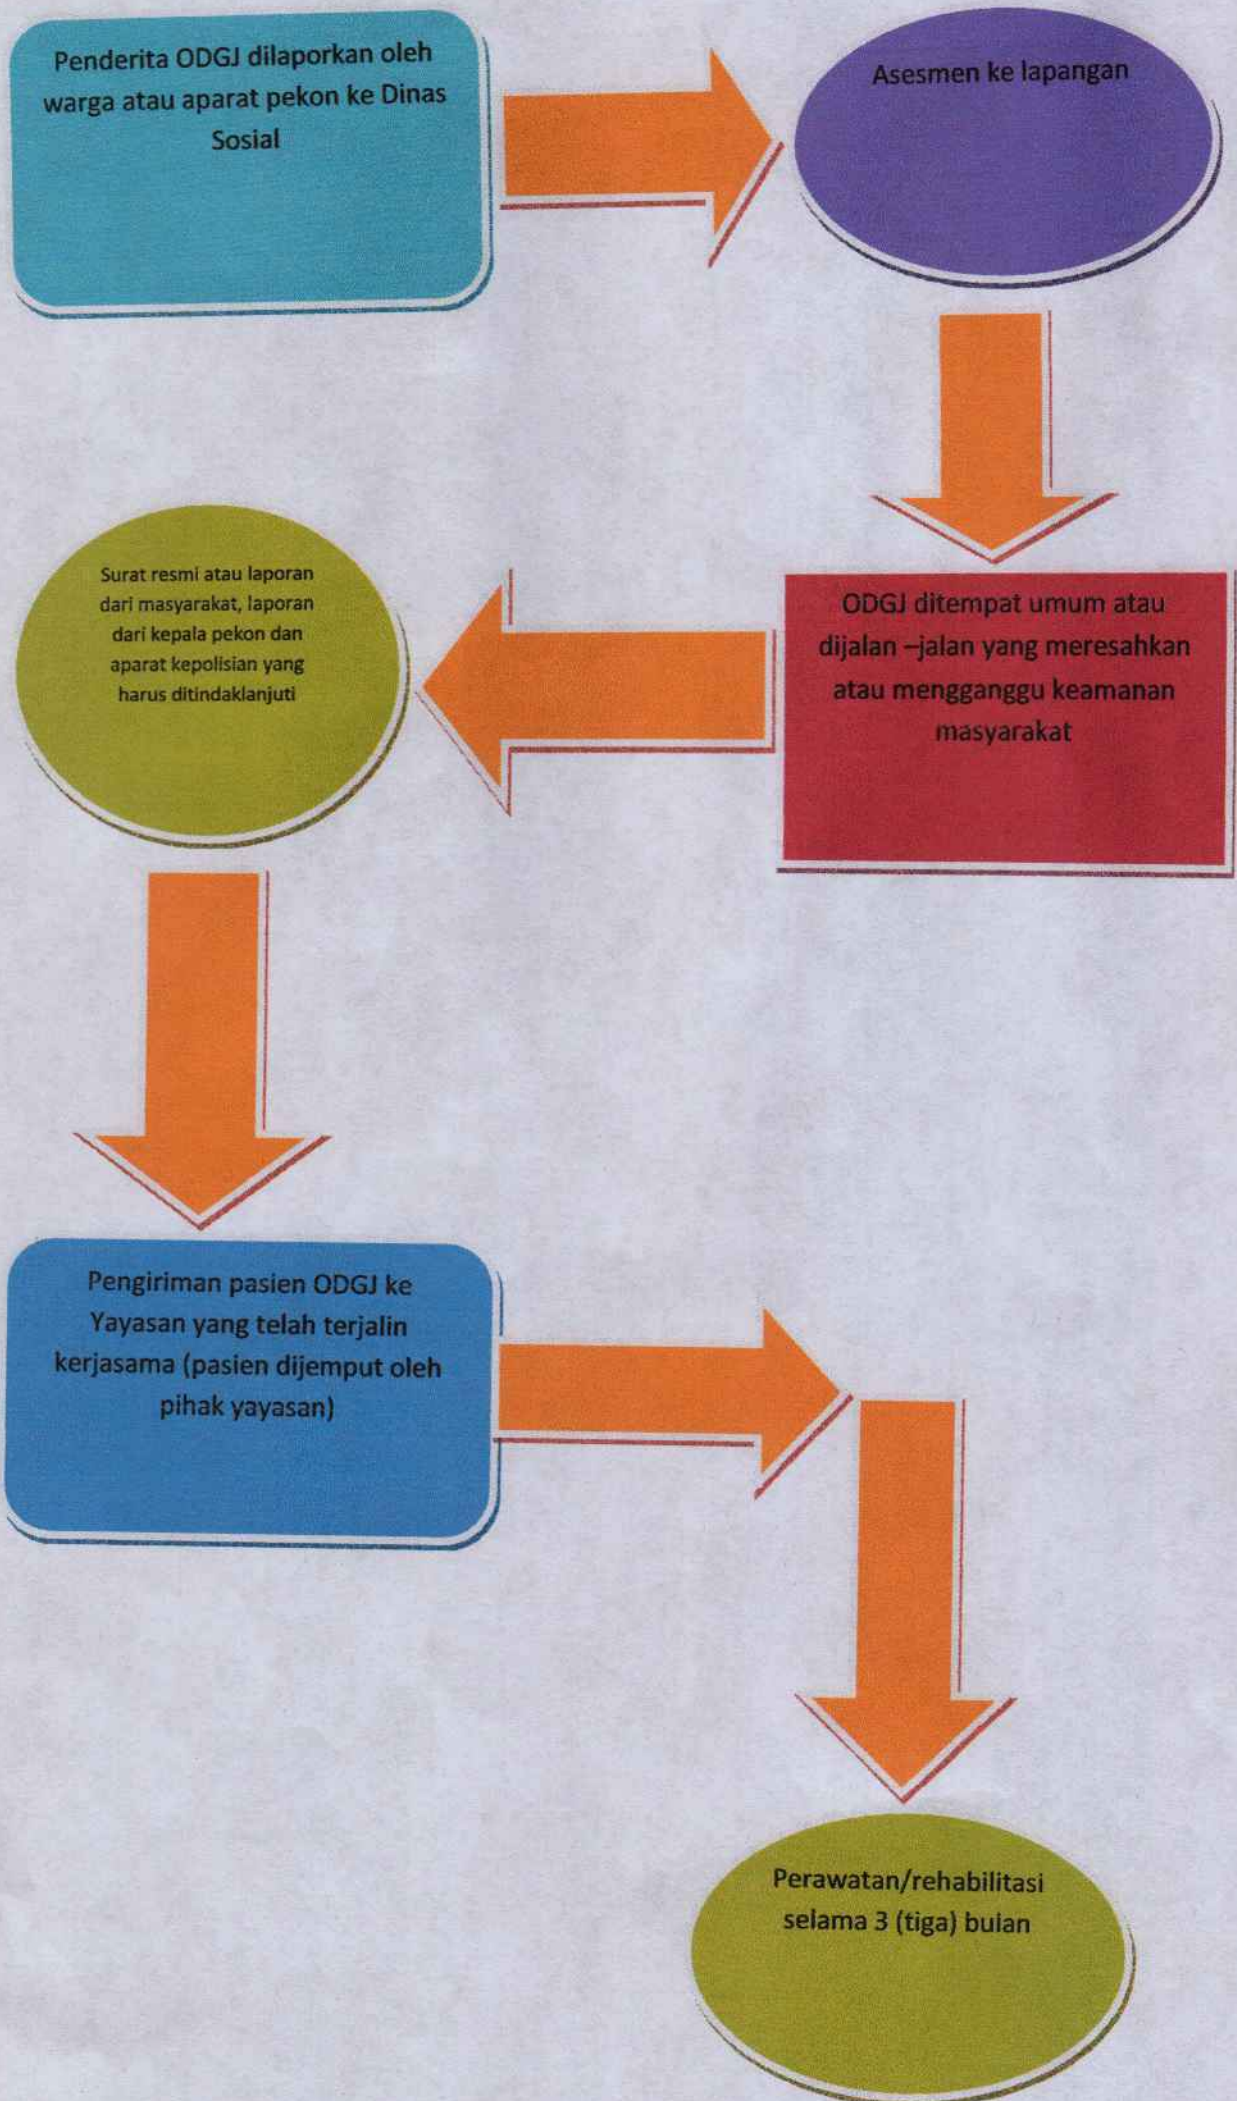 Penderita ODGJ dilaporkan oleh
warga atau aparat pekon ke Dinas
Sosial
Asesmen ke lapangan
ODGJ ditempat umum atau
dijalan –jalan yang meresahkan
atau mengganggu keamanan
masyarakat
Surat resmi atau laporan
dari masyarakat, laporan
dari kepala pekon dan
aparat kepolisian yang
harus ditindaklanjuti
Pengiriman pasien ODGJ ke
Yayasan yang telah terjalin
kerjasama (pasien dijemput oleh
pihak yayasan)
Perawatan/rehabilitasi
selama 3 (tiga) bulan